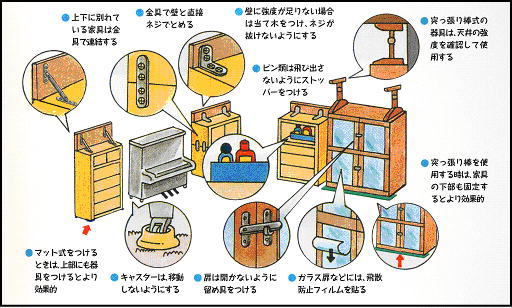 上下に別れて
いる家具は金
具で連結する
金具で壁と直接
ネジでとめる
壁に強度が足りない場合
は当て木をつけ、ネジが
抜けないようにする
突っ張り棒式の
器具は、天井の強
度を確認して使
用する
ビン類は飛び出さ
ないようにストッ
パーをつける
突っ張り棒を使
用する時は、家具
の下部も固定す
るとより効果的
マット式をつける
ときは、上部にも器
具をつけるとより
効果的
キャスターは、移動
しないようにする
扉は開かないように
留め具をつける
ガラス扉などには、飛散
防止フィルムを貼る